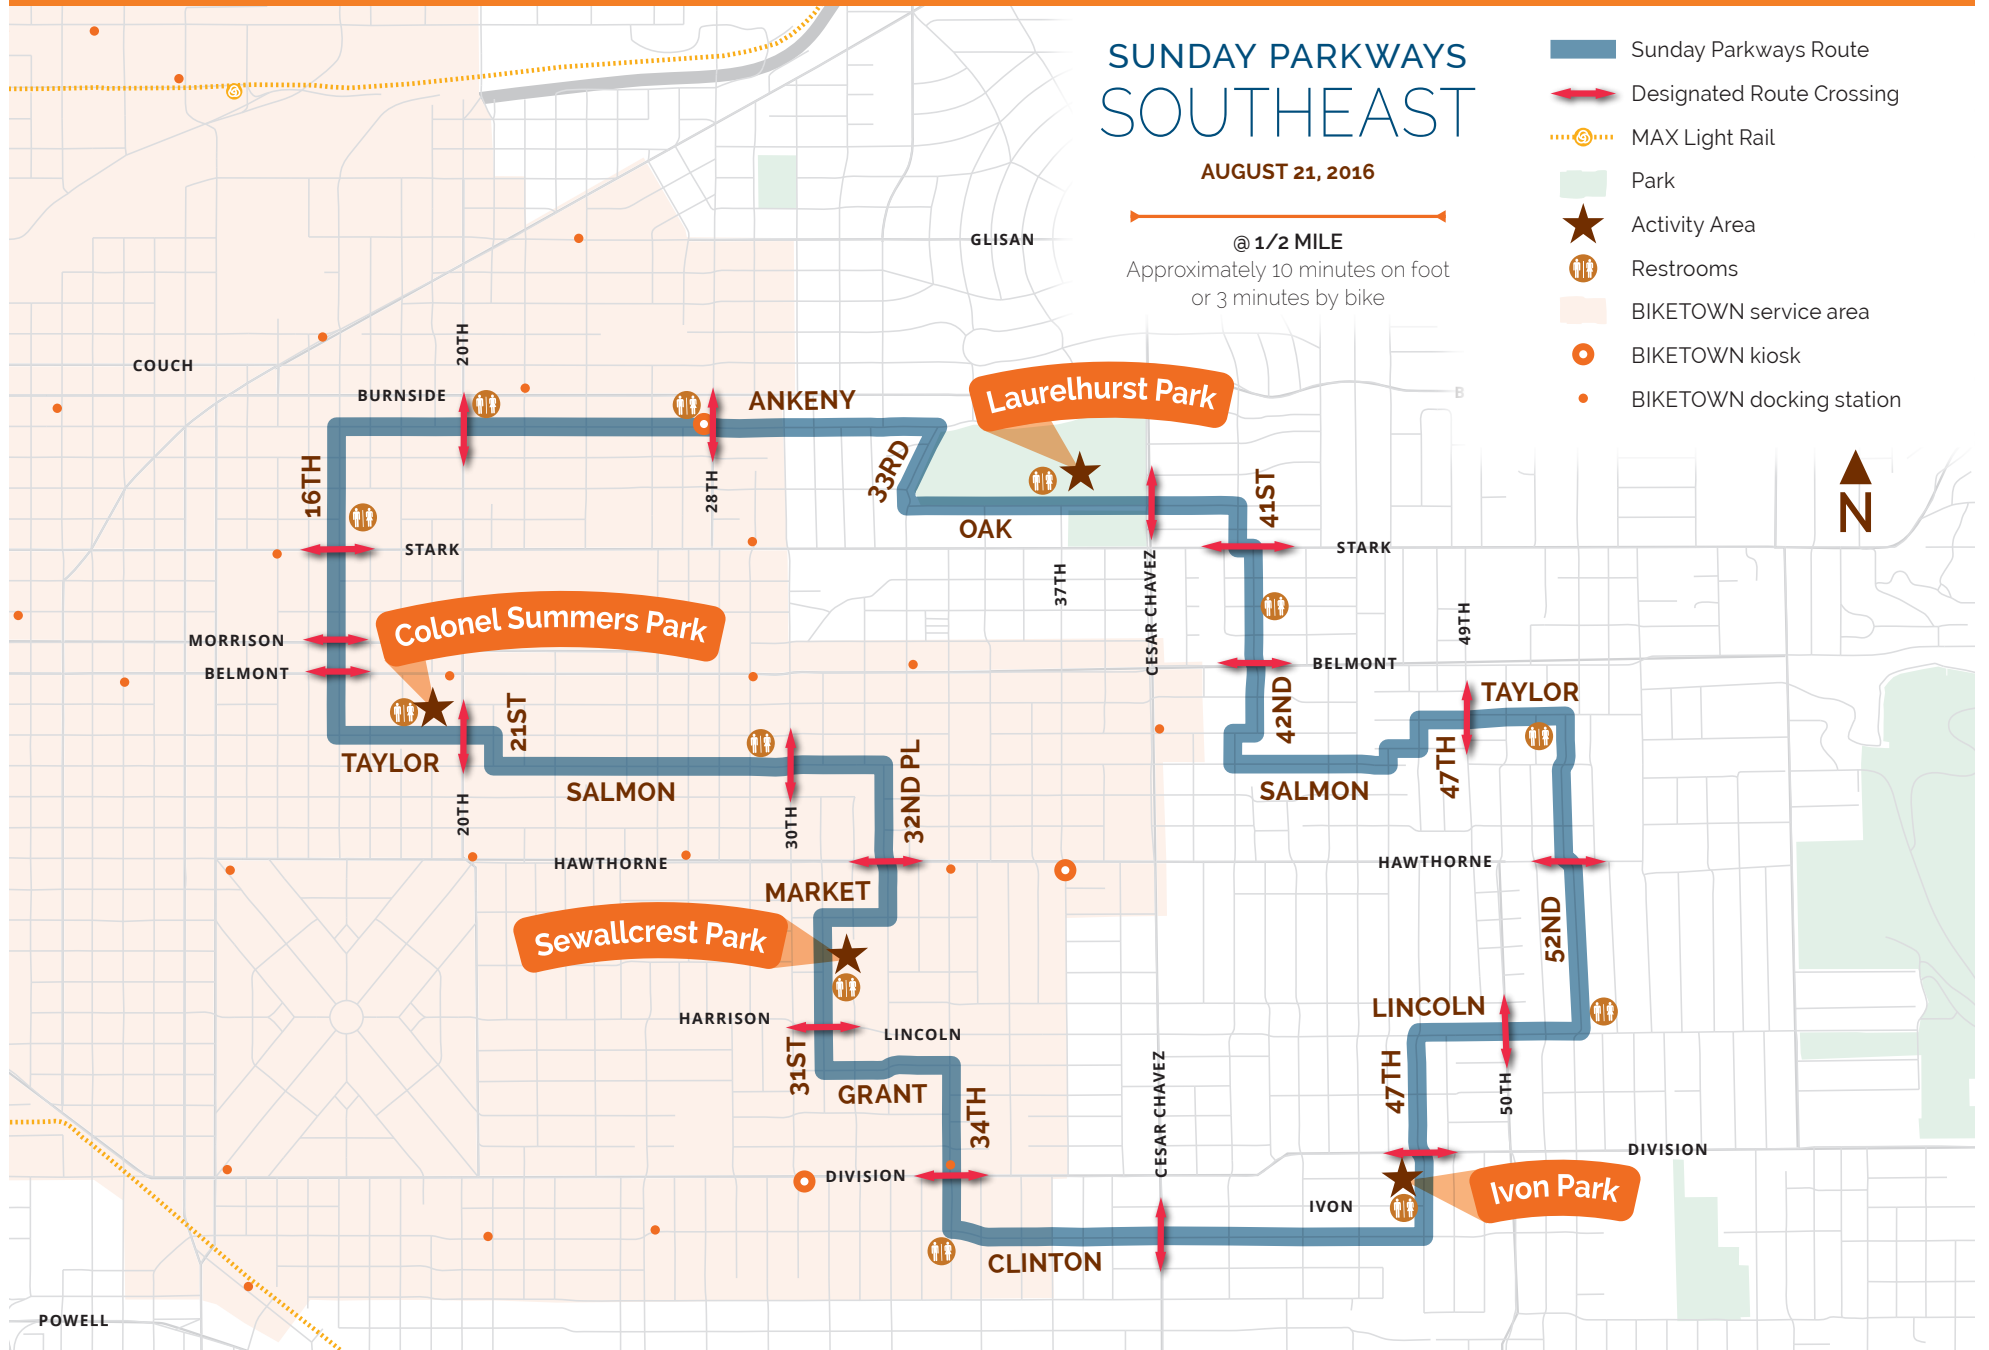 SUNDAY PARKWAYS
SOUTHEAST
AUGUST 21, 2016
@ 1/2 MILE
Approximately 10 minutes on foot
or 3 minutes by bike
Sunday Parkways Route
Designated Route Crossing
MAX Light Rail
Park
Activity Area
Restrooms
BIKETOWN service area
BIKETOWN kiosk
BIKETOWN docking station
N
GLISAN
COUCH
20TH
BURNSIDE
ANKENY
Laurelhurst Park
B
16TH
28TH
33RD
OAK
41ST
STARK
STARK
37TH
CESAR CHAVEZ
49TH
Colonel Summers Park
MORRISON
BELMONT
BELMONT
21ST
42ND
TAYLOR
TAYLOR
47TH
SALMON
SALMON
32ND PL
20TH
30TH
HAWTHORNE
HAWTHORNE
MARKET
Sewallcrest Park
52ND
HARRISON
LINCOLN
LINCOLN
31ST
GRANT
34TH
CESAR CHAVEZ
47TH
50TH
DIVISION
DIVISION
IVON
Ivon Park
CLINTON
POWELL